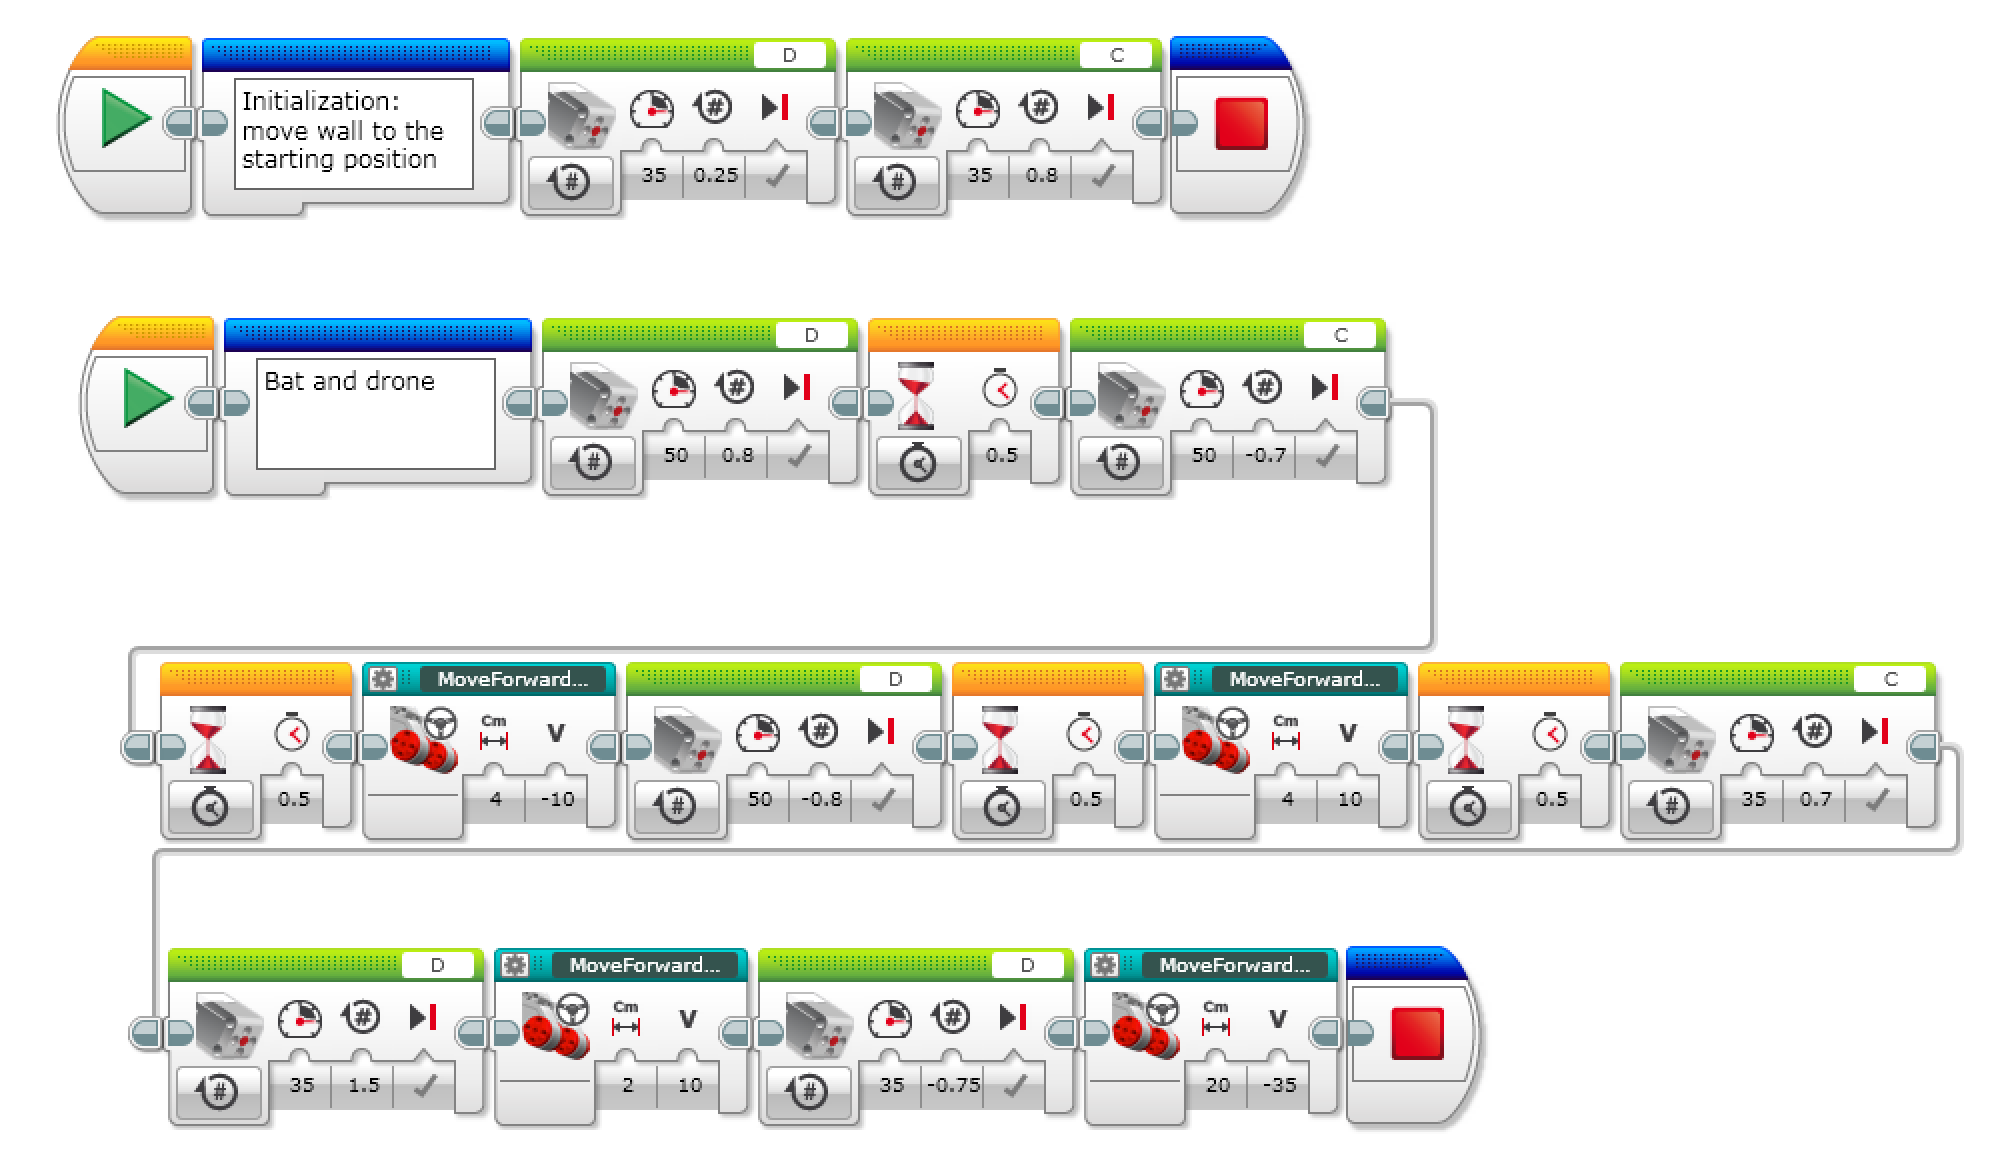 D C
Initialization:
move wall to the
starting position
# # 
35 0.25 35 0.8
# #
D C
Bat and drone
# #
50 0.8 0.5 50 -0.7
# #
MoveForward... D MoveForward... C
Cm V # Cm V #
0.5 4 -10 50 -0.8 0.5 4 10 0.5 35 0.7
# #
D MoveForward... D MoveForward...
# Cm V # Cm V
35 1.5 2 10 35 -0.75 20 -35
# #